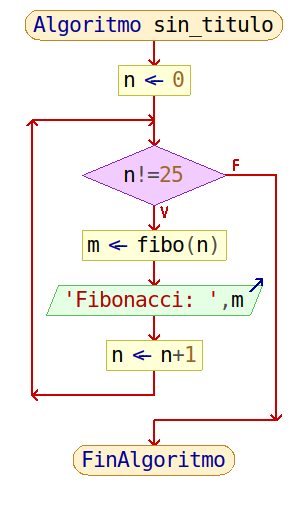 Algoritmo sin_titulo
n <- 0
n!=25
F
V
m <- fibo(n)
'Fibonacci: ',m
n <- n+1
FinAlgoritmo